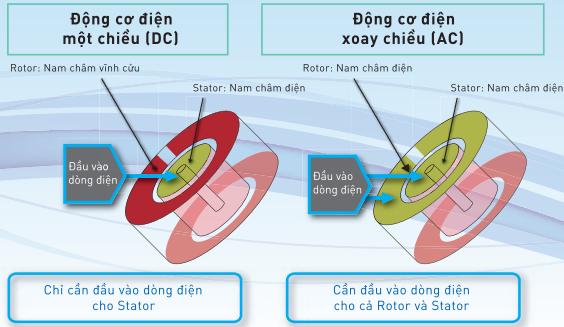 Động cơ điện
một chiều (DC)
Rotor: Nam châm vĩnh cửu
Stator: Nam châm điện
Đầu vào
dòng điện
Chỉ cần đầu vào dòng điện
cho Stator
Động cơ điện
xoay chiều (AC)
Rotor: Nam châm điện
Stator: Nam châm điện
Đầu vào
dòng điện
Cần đầu vào dòng điện
cho cả Rotor và Stator